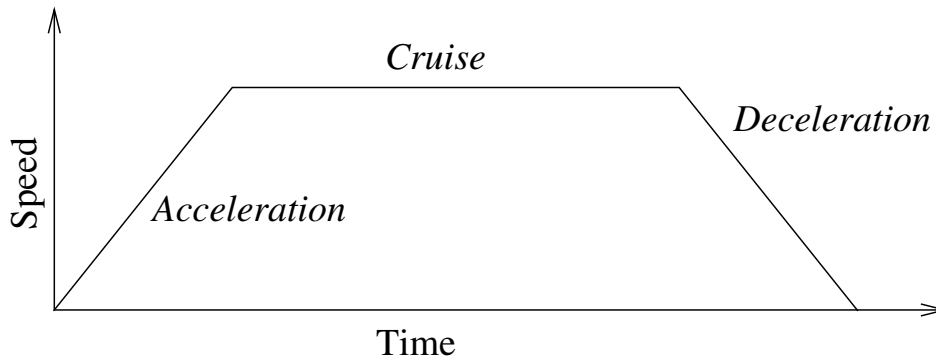 Cruise
Deceleration
Speed
Acceleration
Time